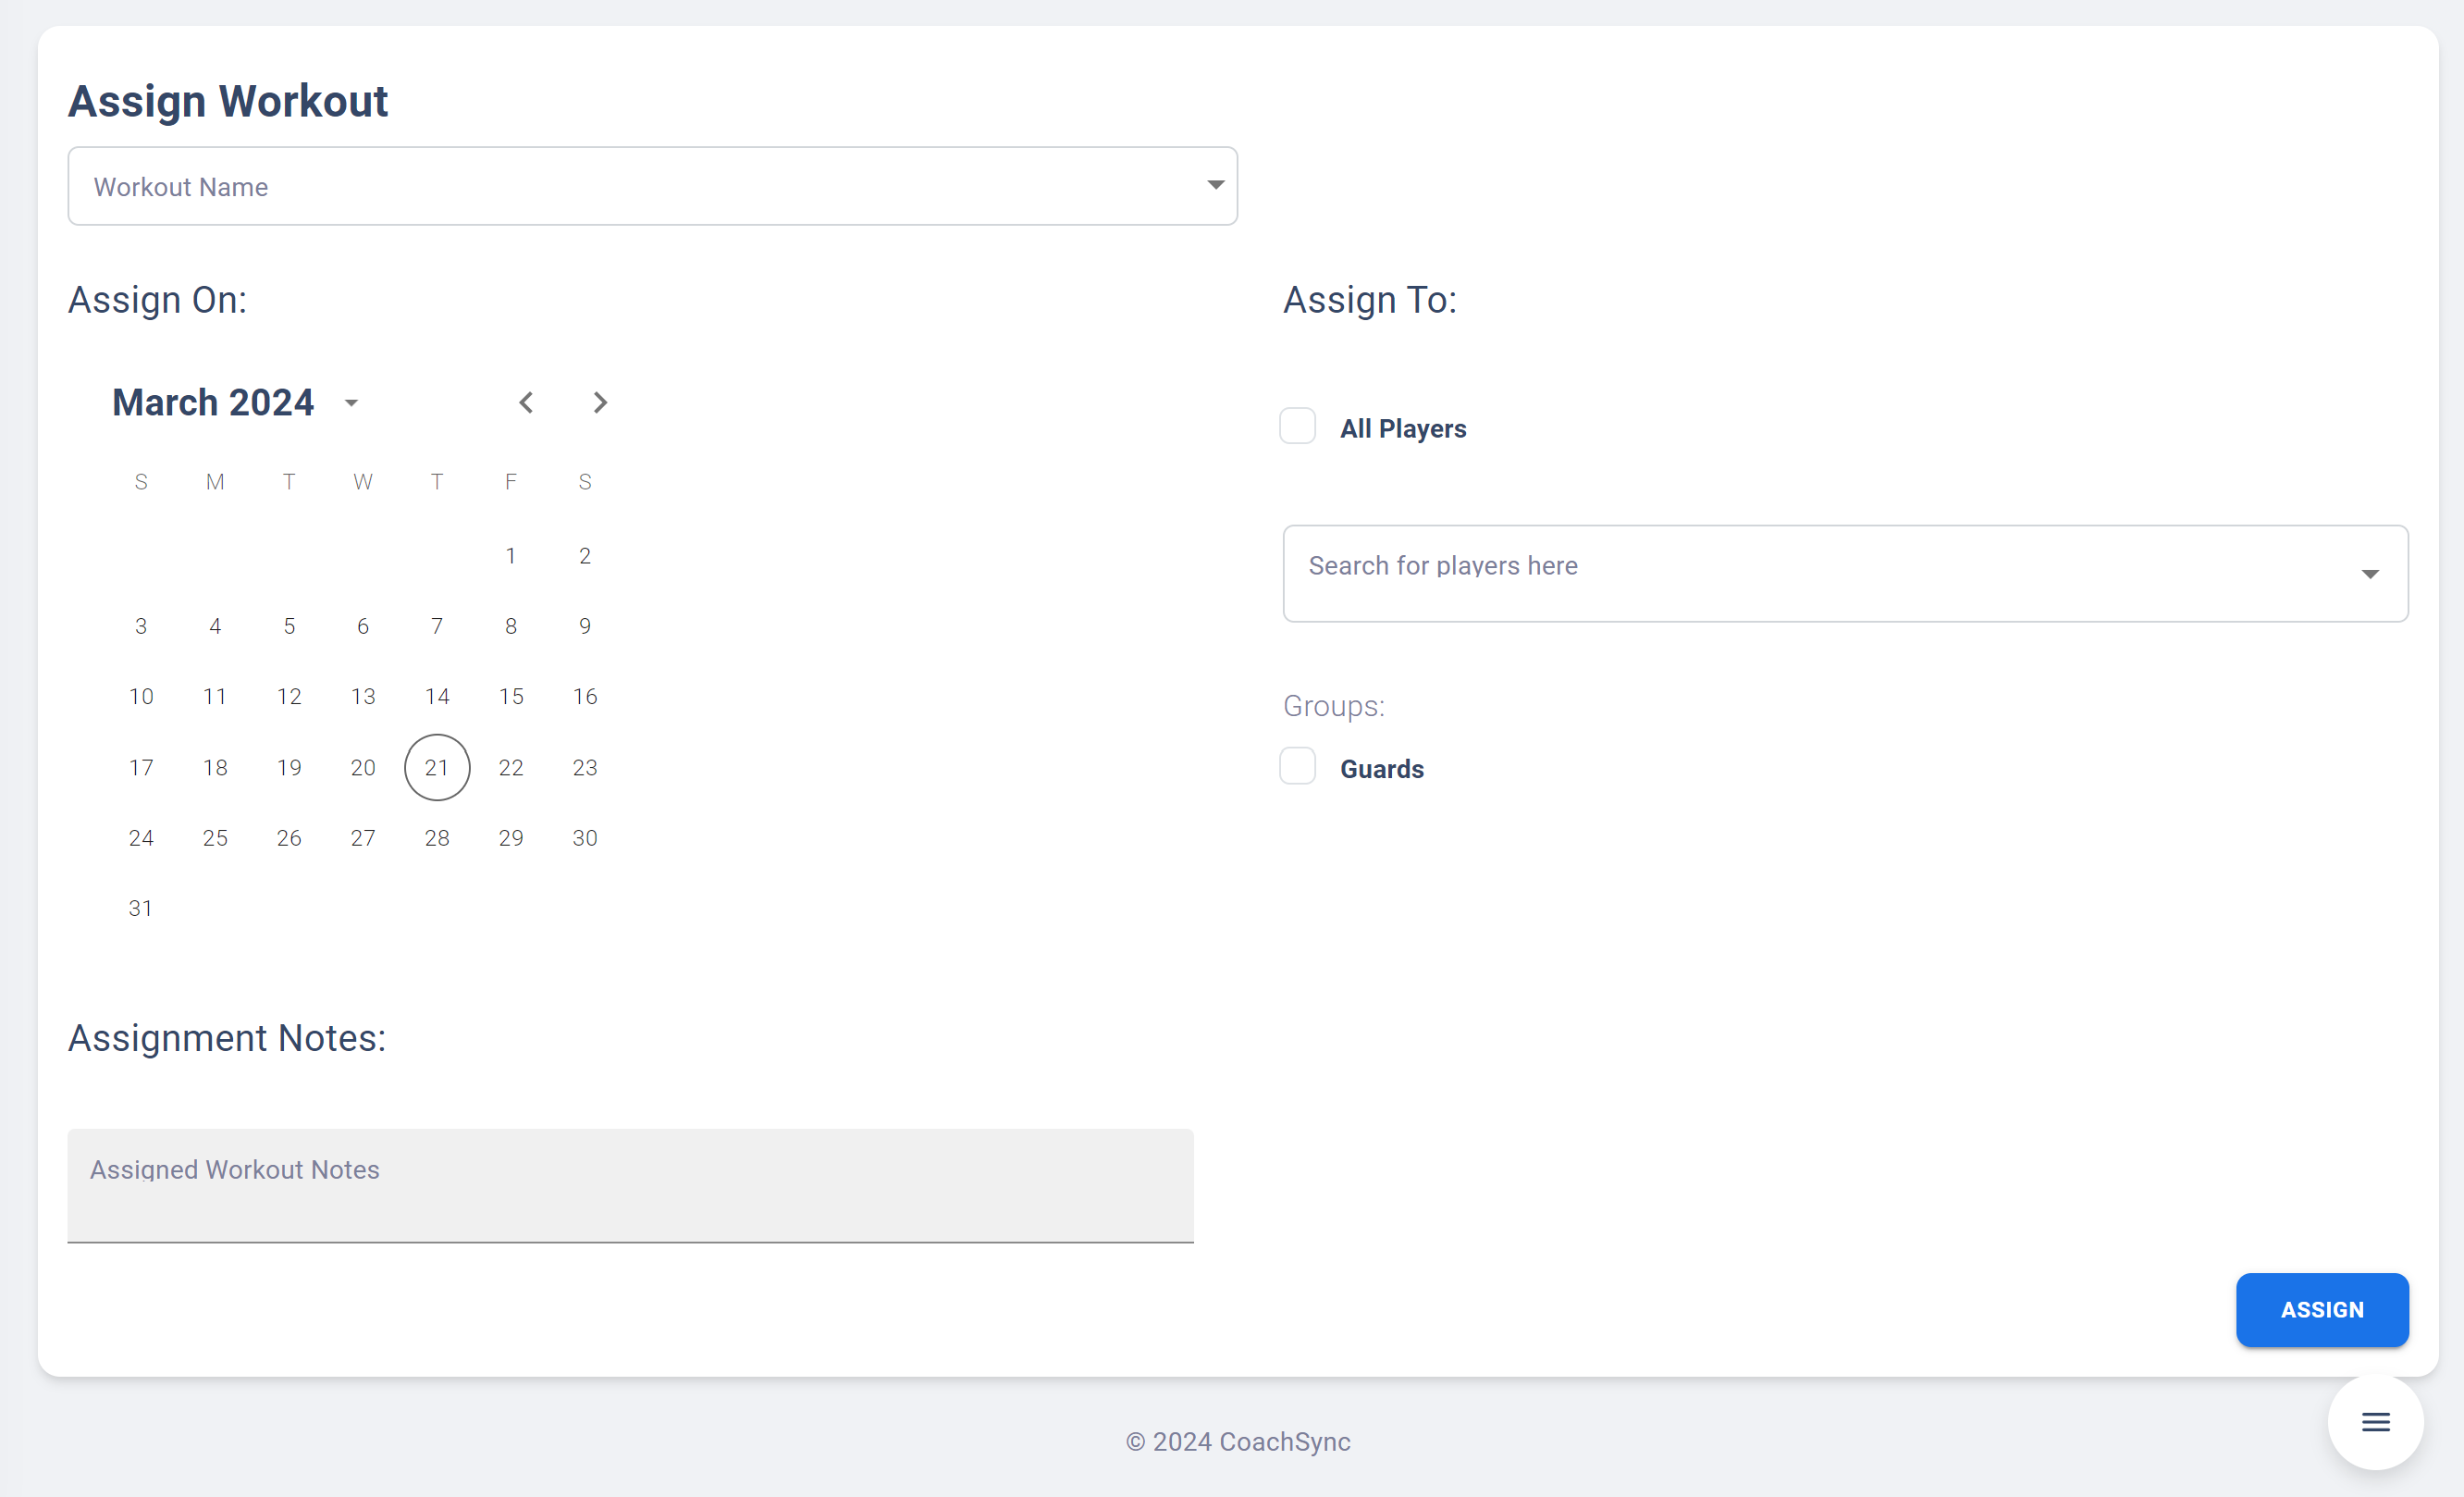 Assign Workout
Workout Name
Assign On:
March 2024
S M T W T F S
1 2
3 4 5 6 7 8 9
10 11 12 13 14 15 16
17 18 19 20 21 22 23
24 25 26 27 28 29 30
31
Assign To:
All Players
Search for players here
Groups:
Guards
Assignment Notes:
Assigned Workout Notes
ASSIGN
© 2024 CoachSync